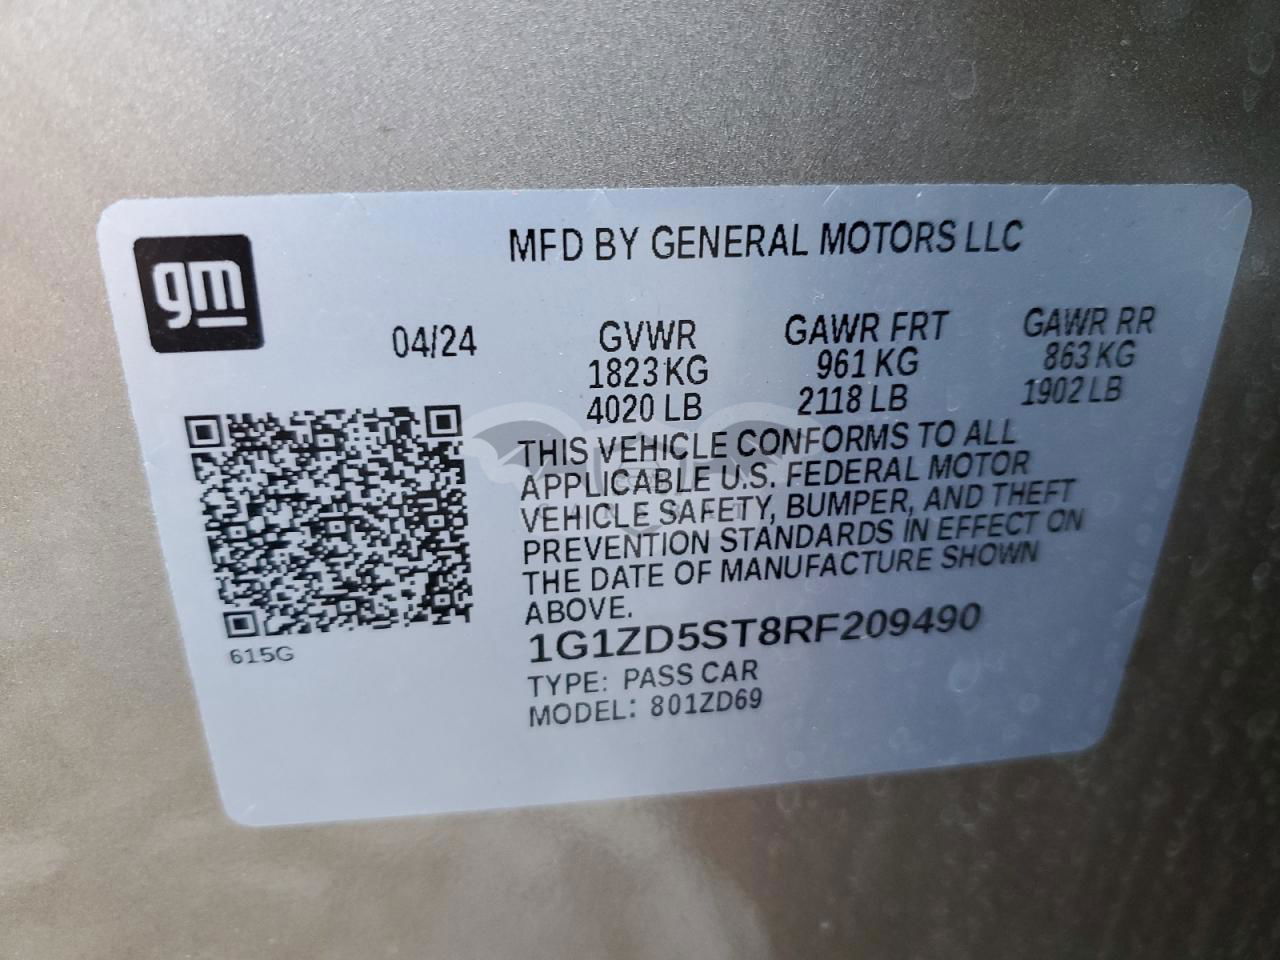 gm
MFD BY GENERAL MOTORS LLC
04/24
GVWR
1823 KG
4020 LB
GAWR FRT
961 KG
2118 LB
GAWR RR
863 KG
1902 LB
THIS VEHICLE CONFORMS TO ALL
APPLICABLE U.S. FEDERAL MOTOR
VEHICLE SAFETY, BUMPER, AND THEFT
PREVENTION STANDARDS IN EFFECT ON
THE DATE OF MANUFACTURE SHOWN
ABOVE.
1G1ZD5ST8RF209490
TYPE: PASS CAR
MODEL: 801ZD69
615G